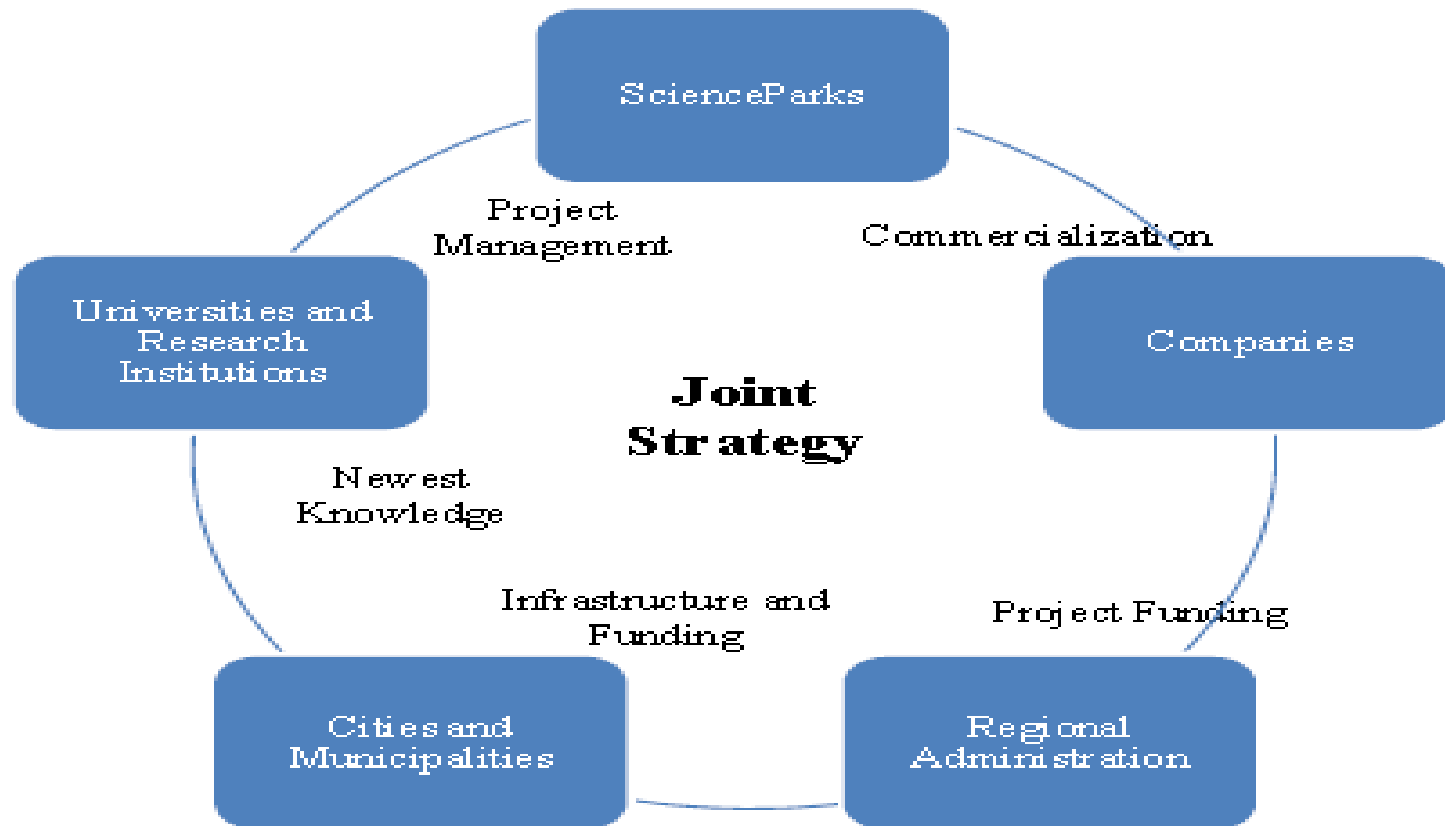 ScienceParks
Project
Management
Commercialization
Universities and
Research
Institutions
Companies
Joint
Strategy
Newest
Knowledge
Infrastructure and
Funding
Project Funding
Cities and
Municipalities
Regional
Administration